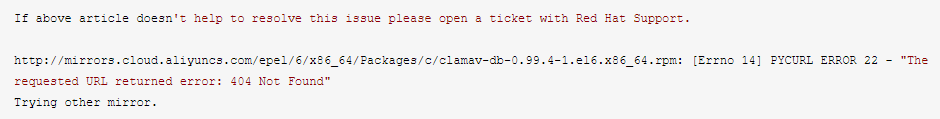 If above article doesn't help to resolve this issue please open a ticket with Red Hat Support.
http://mirrors.cloud.aliyuncs.com/epel/6/x86_64/Packages/c/clamav-db-0.99.4-1.el6.x86_64.rpm: [Errno 14] PYCURL ERROR 22 - "The
requested URL returned error: 404 Not Found"
Trying other mirror.